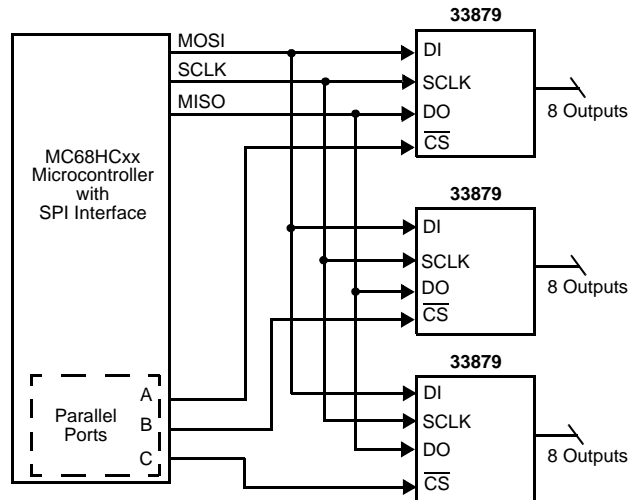 33879
MOSI
DI
SCLK
SCLK
MISO
DO
8 Outputs
CS
MC68HCxx
Microcontroller
with
SPI Interface
33879
DI
SCLK
DO
8 Outputs
CS
33879
DI
A
SCLK
Parallel
Ports
B
DO
8 Outputs
C
CS